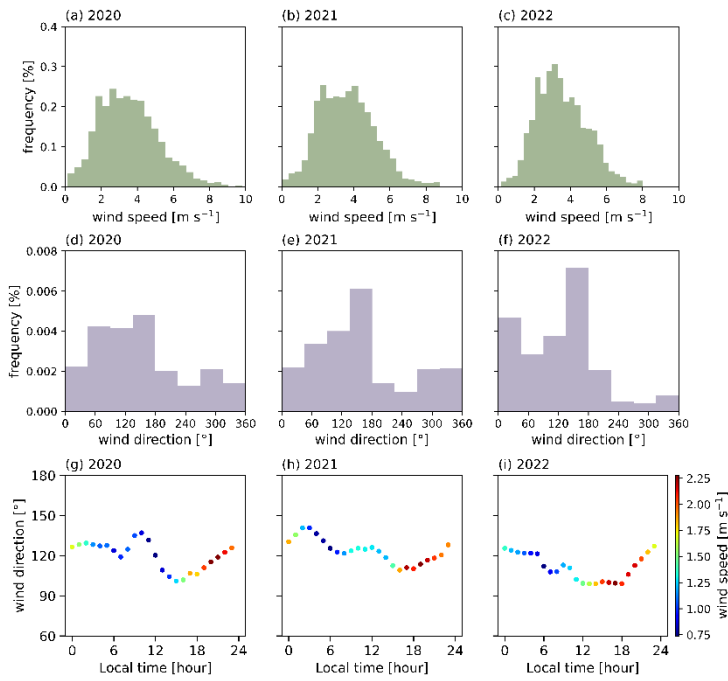 (a) 2020 (b) 2021 (c) 2022
0.4
0.3
0.2
0.1
0.0
frequency [%]
0 2 4 6 8 10 0 2 4 6 8 10 0 2 4 6 8 10
wind speed [m s⁻¹] wind speed [m s⁻¹] wind speed [m s⁻¹]
(d) 2020 (e) 2021 (f) 2022
0.008
0.006
0.004
0.002
0.000
frequency [%]
0 60 120 180 240 300 360 0 60 120 180 240 300 360 0 60 120 180 240 300 360
wind direction [°] wind direction [°] wind direction [°]
(g) 2020 (h) 2021 (i) 2022
180
150
120
90
60
wind direction [°]
0 6 12 18 24 0 6 12 18 24 0 6 12 18 24
Local time [hour] Local time [hour] Local time [hour]
2.25
2.00
1.75
1.50
1.25
1.00
0.75
wind speed [m s⁻¹]